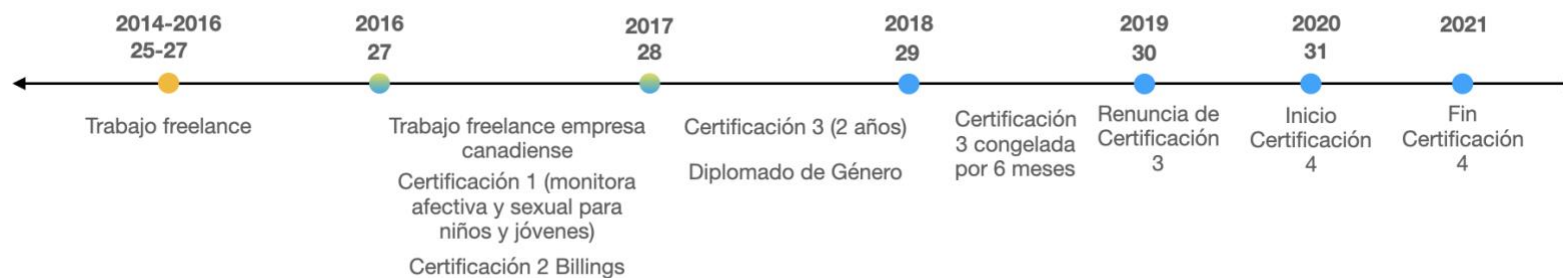 2014-2016
25-27
2016
27
2017
28
2018
29
2019
30
2020
31
2021
Trabajo freelance
Trabajo freelance empresa
canadiense
Certificación 1 (monitora
afectiva y sexual para
niños y jóvenes)
Certificación 2 Billings
Certificación 3 (2 años)
Diplomado de Género
Certificación
3 congelada
por 6 meses
Renuncia de
Certificación
3
Inicio
Certificación
4
Fin
Certificación
4